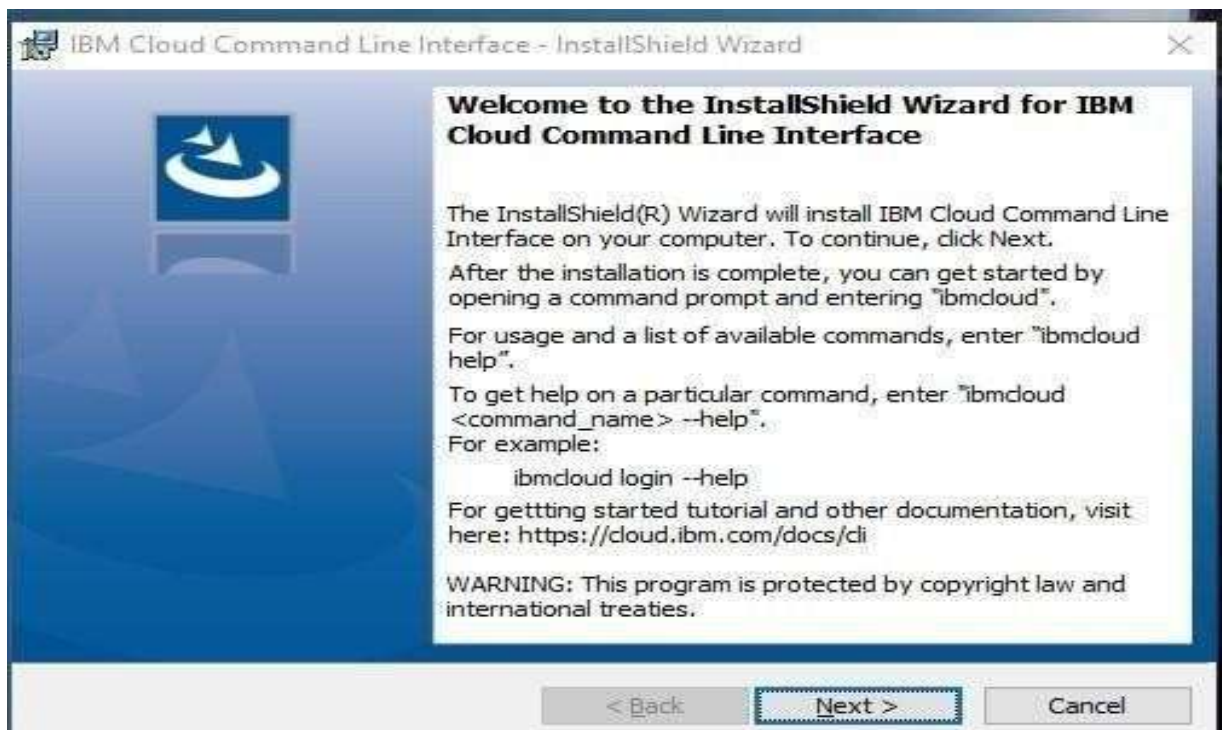 IBM Cloud Command Line Interface - InstallShield Wizard
Welcome to the InstallShield Wizard for IBM
Cloud Command Line Interface
The InstallShield(R) Wizard will install IBM Cloud Command Line
Interface on your computer. To continue, click Next.
After the installation is complete, you can get started by
opening a command prompt and entering "ibmcloud".
For usage and a list of available commands, enter "ibmcloud
help".
To get help on a particular command, enter "ibmcloud
<command_name> --help".
For example:
ibmcloud login --help
For gettting started tutorial and other documentation, visit
here: https://cloud.ibm.com/docs/cli
WARNING: This program is protected by copyright law and
international treaties.
< Back
Next >
Cancel